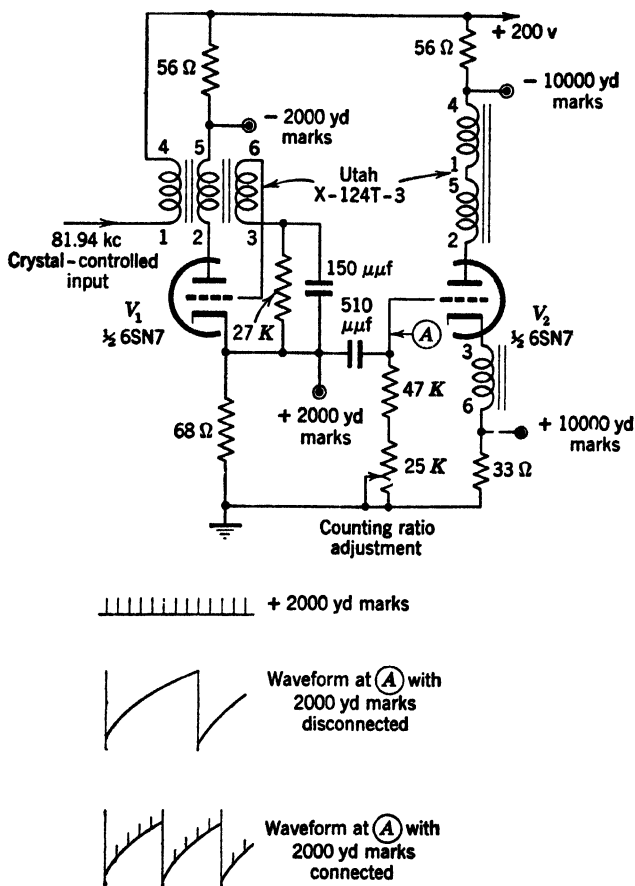 + 200 v
56 Ω
56 Ω
− 10000 yd
marks
− 2000 yd
marks
4
4
5
6
1
Utah
X-124T-3
5
1
2
3
2
81.94 kc
Crystal-controlled
input
150 μμf
510
μμf
V1
½ 6SN7
27 K
A
V2
½ 6SN7
3
47 K
6
+ 2000 yd
marks
+ 10000 yd
marks
68 Ω
25 K
33 Ω
Counting ratio
adjustment
+ 2000 yd marks
Waveform at A with
2000 yd marks
disconnected
Waveform at A with
2000 yd marks
connected